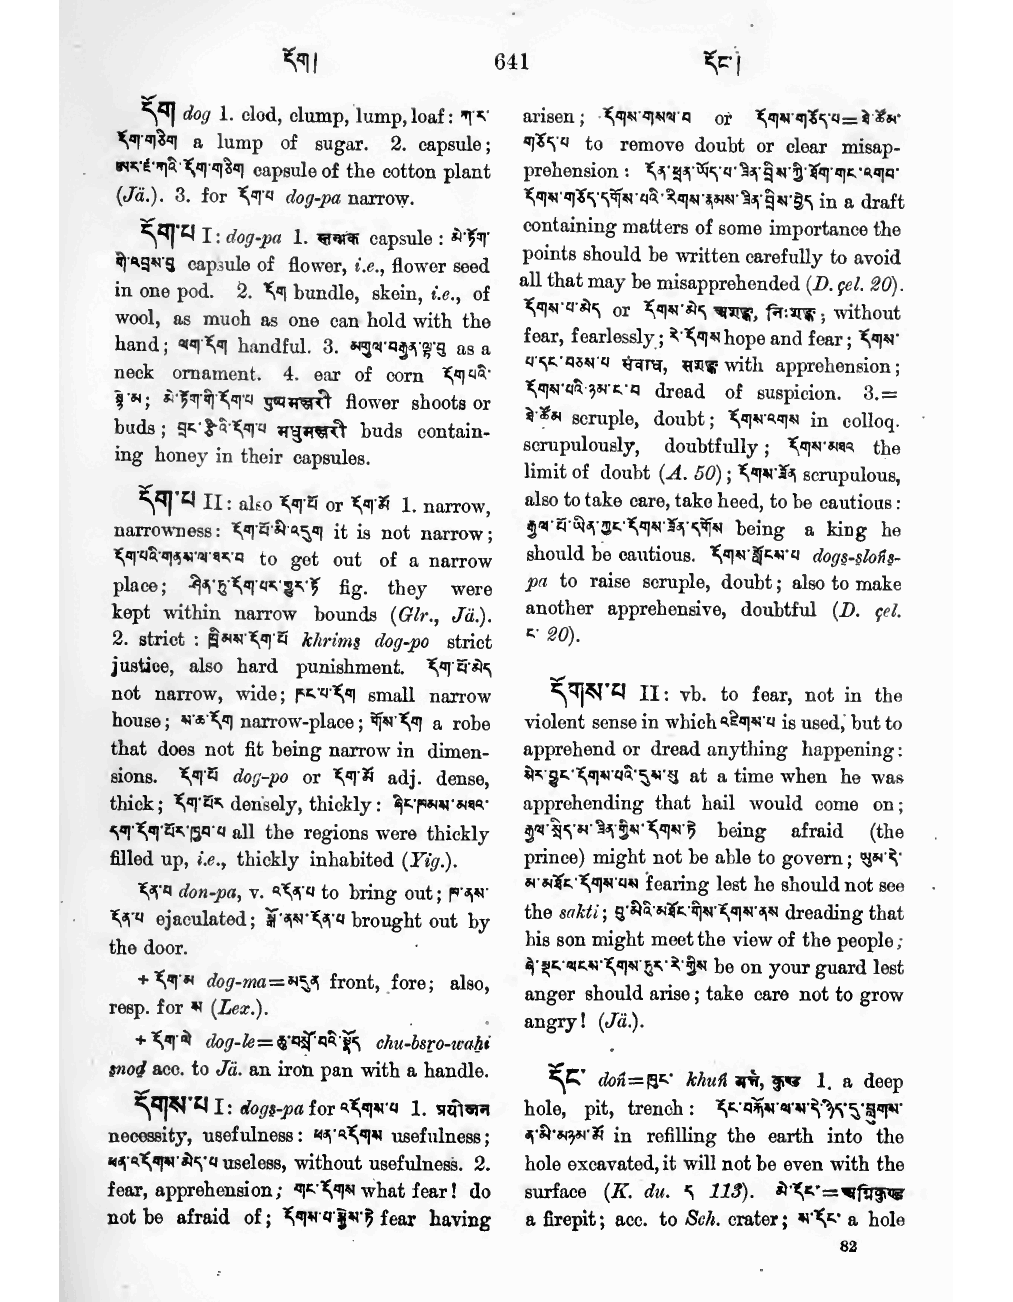 དོག། 641 དོང་།
དོག dog 1. clod, clump, lump, loaf: ཀ་ར་
དོག་གཅིག a lump of sugar. 2. capsule;
capsule of the cotton plant
(Jä.). 3. for དོག་པ dog-pa narrow.
དོག་པ I: dog-pa 1. स्तम्बक capsule: མེ་ཏོག་
གི་འབྲས་བུ capsule of flower, i.e., flower seed
in one pod. 2. དོག bundle, skein, i.e., of
wool, as much as one can hold with the
hand; ལག་དོག handful. 3. as a
neck ornament. 4. ear of corn དོག་པའི་
སྙེ་མ; མེ་ཏོག་གི་དོག་པ पुष्पमञ्जरी flower shoots or
buds; སྦྲང་རྩིའི་དོག་པ मधुमञ्जरी buds contain-
ing honey in their capsules.
དོག་པ II: also དོག་པོ or དོག་མོ 1. narrow,
narrowness: དོག་པོ་མི་འདུག it is not narrow;
དོག་པའི་གནས་ལ་ཐར་བ to get out of a narrow
place; ཤིན་ཏུ་དོག་པར་གྱུར་ཏོ fig. they were
kept within narrow bounds (Glr., Jä.).
2. strict: ཁྲིམས་དོག་པོ khrimṣ dog-po strict
justice, also hard punishment. དོག་པོ་མེད
not narrow, wide; ཁང་པ་དོག small narrow
house; ས་ཆ་དོག narrow-place; གོས་དོག a robe
that does not fit being narrow in dimen-
sions. དོག་པོ dog-po or དོག་མོ adj. dense,
thick; དོག་པོར densely, thickly: ཞིང་ཁམས་མཐའ་
དག་དོག་པོར་ཁྱབ་པ all the regions were thickly
filled up, i.e., thickly inhabited (Yig.).
དོན་པ don-pa, v. འདོན་པ to bring out; ཁ་ནས་
དོན་པ ejaculated; སྒོ་ནས་དོན་པ brought out by
the door.
+ དོག་མ dog-ma=མདུན front, fore; also,
resp. for ས (Lex.).
+ དོག་ལེ dog-le=ཆུ་བསྲོ་བའི་སྣོད chu-bsṛo-waḥi
ṣnoḍ acc. to Jä. an iron pan with a handle.
དོགས་པ I: dogṣ-pa for འདོགས་པ 1. प्रयोजन
necessity, usefulness: ཕན་འདོགས usefulness;
ཕན་འདོགས་མེད་པ useless, without usefulness. 2.
fear, apprehension; གང་དོགས what fear! do
not be afraid of; དོགས་པ་སྐྱེས་ཏེ fear having
arisen; དོགས་གསལ་བ or དོགས་གཅོད་པ=ཐེ་ཚོམ་
གཅོད་པ to remove doubt or clear misap-
prehension: དོན་ཕྲན་ཡོད་པ་ཟིན་བྲིས་ཀྱི་ཐོག་གང་འགབ་
དོགས་གཅོད་དགོས་པའི་རིགས་རྣམས་ཟིན་བྲིས་བྱེད in a draft
containing matters of some importance the
points should be written carefully to avoid
all that may be misapprehended (D. çel. 20).
དོགས་པ་མེད or དོགས་མེད अशङ्क, निःशङ्क; without
fear, fearlessly; རེ་དོགས hope and fear; དོགས་
པ་དང་བཅས་པ संवाध, सशङ्क with apprehension;
དོགས་པའི་ཉམ་ང་བ dread of suspicion. 3.=
ཐེ་ཚོམ scruple, doubt; དོགས་འགས in colloq.
scrupulously, doubtfully; དོགས་མཐའ the
limit of doubt (A. 50); དོགས་ཟོན scrupulous,
also to take care, take heed, to be cautious:
རྒྱལ་པོ་ཡིན་ཀྱང་དོགས་ཟོན་དགོས being a king he
should be cautious. དོགས་སློངས་པ dogṣ-ṣloñṣ-
pa to raise scruple, doubt; also to make
another apprehensive, doubtful (D. çel.
ང་ 20).
དོགས་པ II: vb. to fear, not in the
violent sense in which འཇིགས་པ is used, but to
apprehend or dread anything happening:
སེར་བྱུང་དོགས་པའི་དུས་སུ at a time when he was
apprehending that hail would come on;
རྒྱལ་སྲིད་མ་ཟིན་གྱིས་དོགས་ཏེ being afraid (the
prince) might not be able to govern; ཡུམ་དེ་
མ་མཐོང་དོགས་པས fearing lest he should not see
the sakti; བུ་མིའི་མཐོང་གིས་དོགས་ནས dreading that
his son might meet the view of the people;
ཞེ་སྡང་ལངས་དོགས་ཏུར་རེ་གྱིས be on your guard lest
anger should arise; take care not to grow
angry! (Jä.).
དོང་ doñ=ཁུང་ khuñ गर्त्त, कुण्ड 1. a deep
hole, pit, trench: དོང་བརྐོས་ལ་ས་དེ་ཉིད་དུ་བླུགས་
ན་མི་མཉམ་མོ in refilling the earth into the
hole excavated, it will not be even with the
surface (K. du. ད 113). མེ་དོང་=अग्निकुण्ड
a firepit; acc. to Sch. crater; ས་དོང་ a hole
82